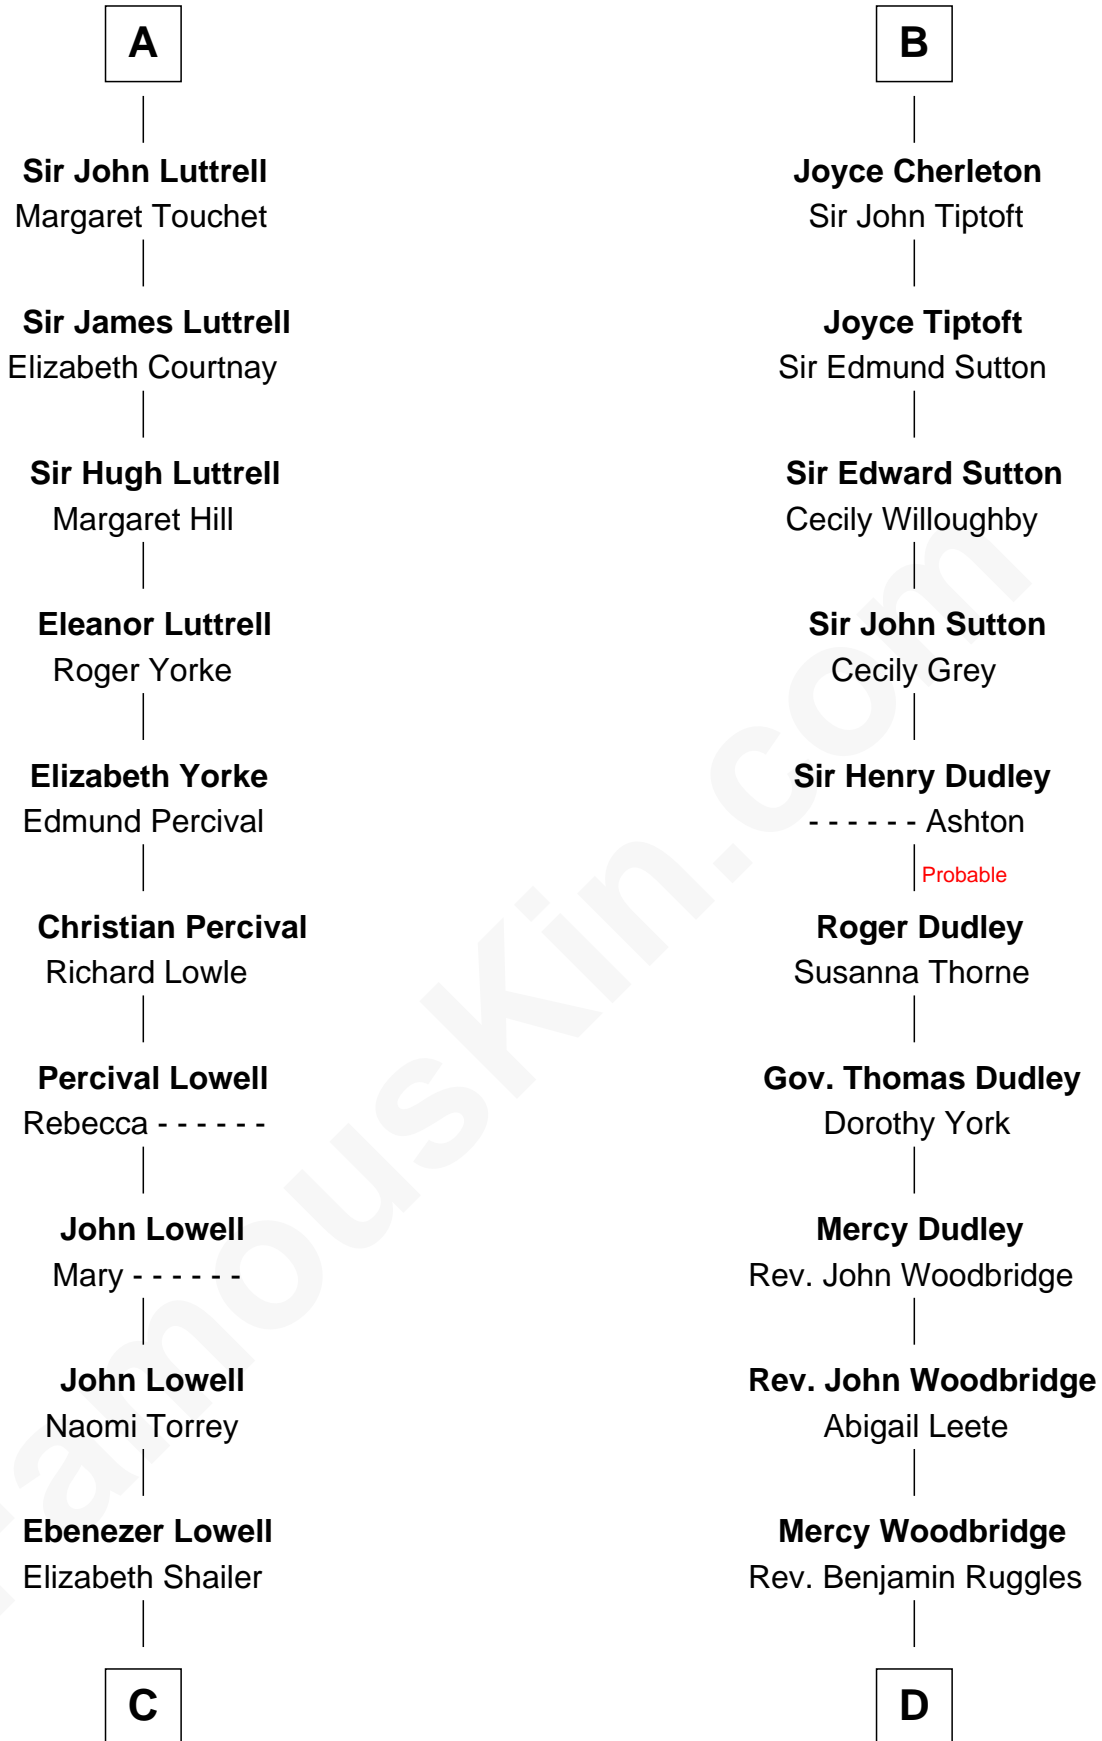 A
Sir John Luttrell
Margaret Touchet
Sir James Luttrell
Elizabeth Courtnay
Sir Hugh Luttrell
Margaret Hill
Eleanor Luttrell
Roger Yorke
Elizabeth Yorke
Edmund Percival
Christian Percival
Richard Lowle
Percival Lowell
Rebecca - - - - - -
John Lowell
Mary - - - - - -
John Lowell
Naomi Torrey
Ebenezer Lowell
Elizabeth Shailer
C
B
Joyce Cherleton
Sir John Tiptoft
Joyce Tiptoft
Sir Edmund Sutton
Sir Edward Sutton
Cecily Willoughby
Sir John Sutton
Cecily Grey
Sir Henry Dudley
- - - - - - Ashton
Probable
Roger Dudley
Susanna Thorne
Gov. Thomas Dudley
Dorothy York
Mercy Dudley
Rev. John Woodbridge
Rev. John Woodbridge
Abigail Leete
Mercy Woodbridge
Rev. Benjamin Ruggles
D
FamousKin.com